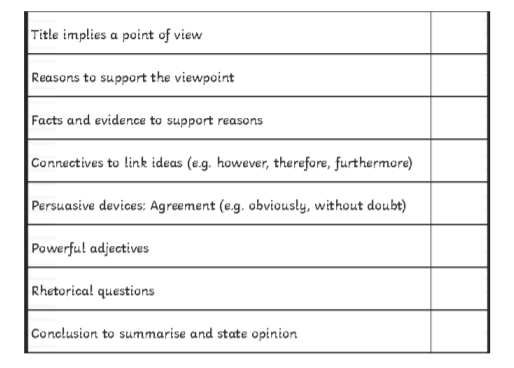 Title implies a point of view
Reasons to support the viewpoint
Facts and evidence to support reasons
Connectives to link ideas (e.g. however, therefore, furthermore)
Persuasive devices: Agreement (e.g. obviously, without doubt)
Powerful adjectives
Rhetorical questions
Conclusion to summarise and state opinion